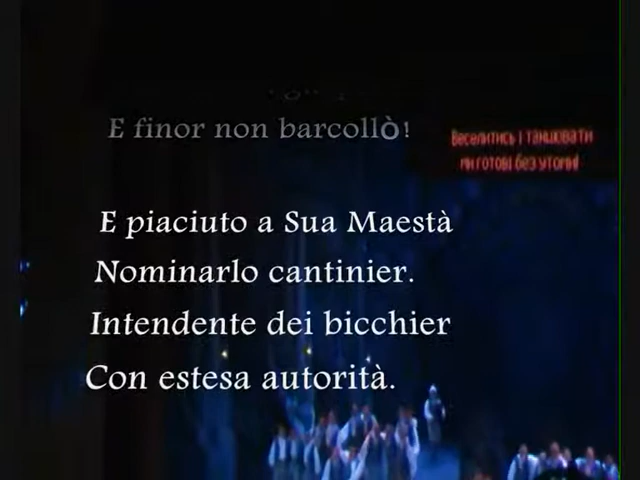 E finor non barcollò!
Веселитись і танцювати
ми готові без утоми!
E piaciuto a Sua Maestà
Nominarlo cantinier.
Intendente dei bicchier
Con estesa autorità.